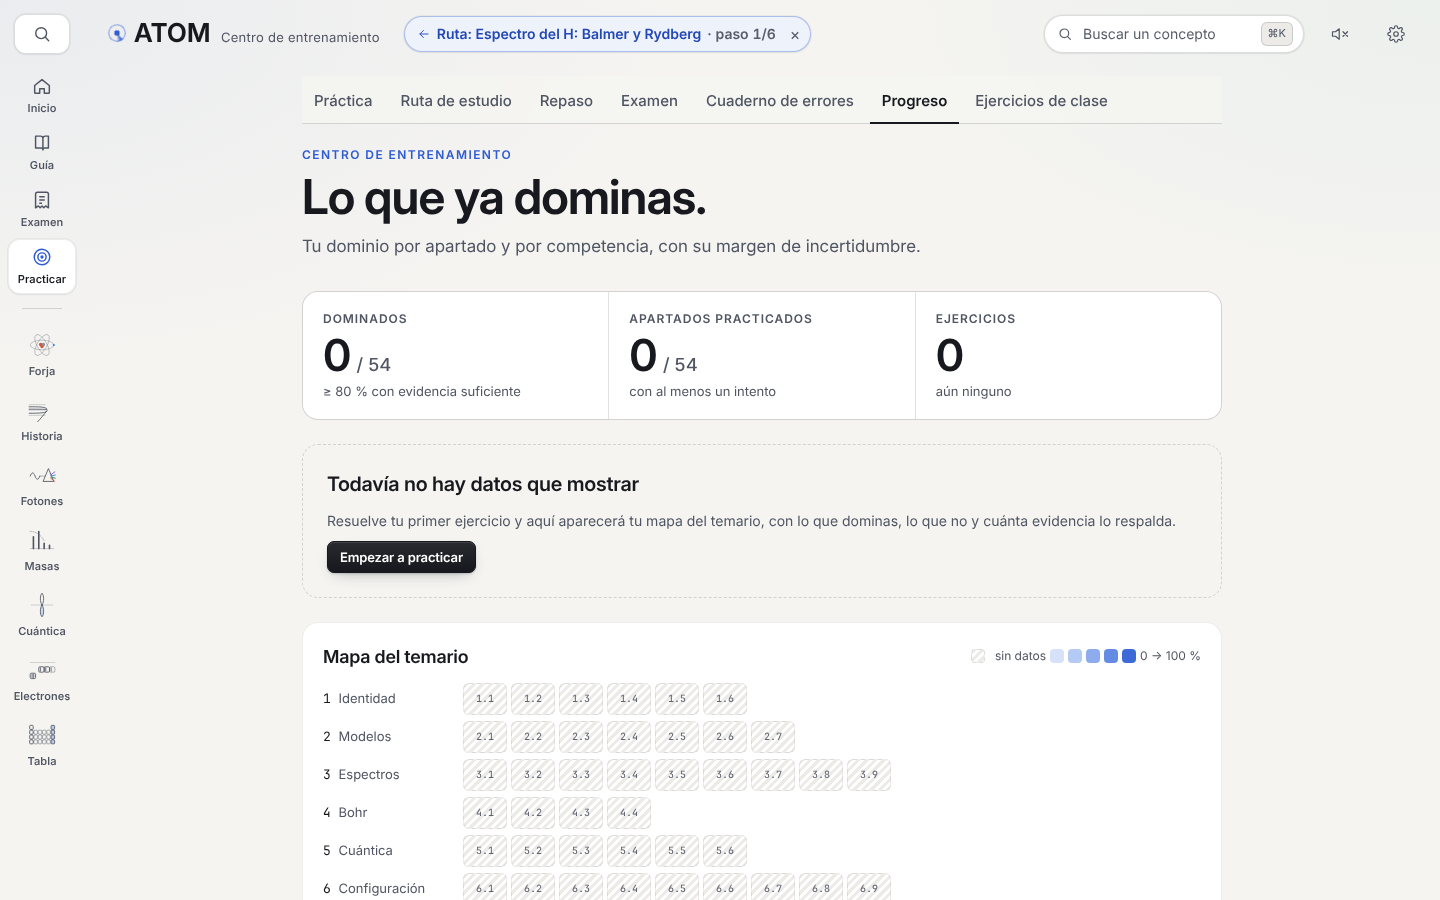 ATOM Centro de entrenamiento
← Ruta: Espectro del H: Balmer y Rydberg · paso 1/6 ×
Buscar un concepto ⌘K
Inicio
Guía
Examen
Practicar
Forja
Historia
Fotones
Masas
Cuántica
Electrones
Tabla
Práctica Ruta de estudio Repaso Examen Cuaderno de errores Progreso Ejercicios de clase
CENTRO DE ENTRENAMIENTO
Lo que ya dominas.
Tu dominio por apartado y por competencia, con su margen de incertidumbre.
DOMINADOS
0 / 54
≥ 80 % con evidencia suficiente
APARTADOS PRACTICADOS
0 / 54
con al menos un intento
EJERCICIOS
0
aún ninguno
Todavía no hay datos que mostrar
Resuelve tu primer ejercicio y aquí aparecerá tu mapa del temario, con lo que dominas, lo que no y cuánta evidencia lo respalda.
Empezar a practicar
Mapa del temario
sin datos 0 → 100 %
1 Identidad 1.1 1.2 1.3 1.4 1.5 1.6
2 Modelos 2.1 2.2 2.3 2.4 2.5 2.6 2.7
3 Espectros 3.1 3.2 3.3 3.4 3.5 3.6 3.7 3.8 3.9
4 Bohr 4.1 4.2 4.3 4.4
5 Cuántica 5.1 5.2 5.3 5.4 5.5 5.6
6 Configuración 6.1 6.2 6.3 6.4 6.5 6.6 6.7 6.8 6.9